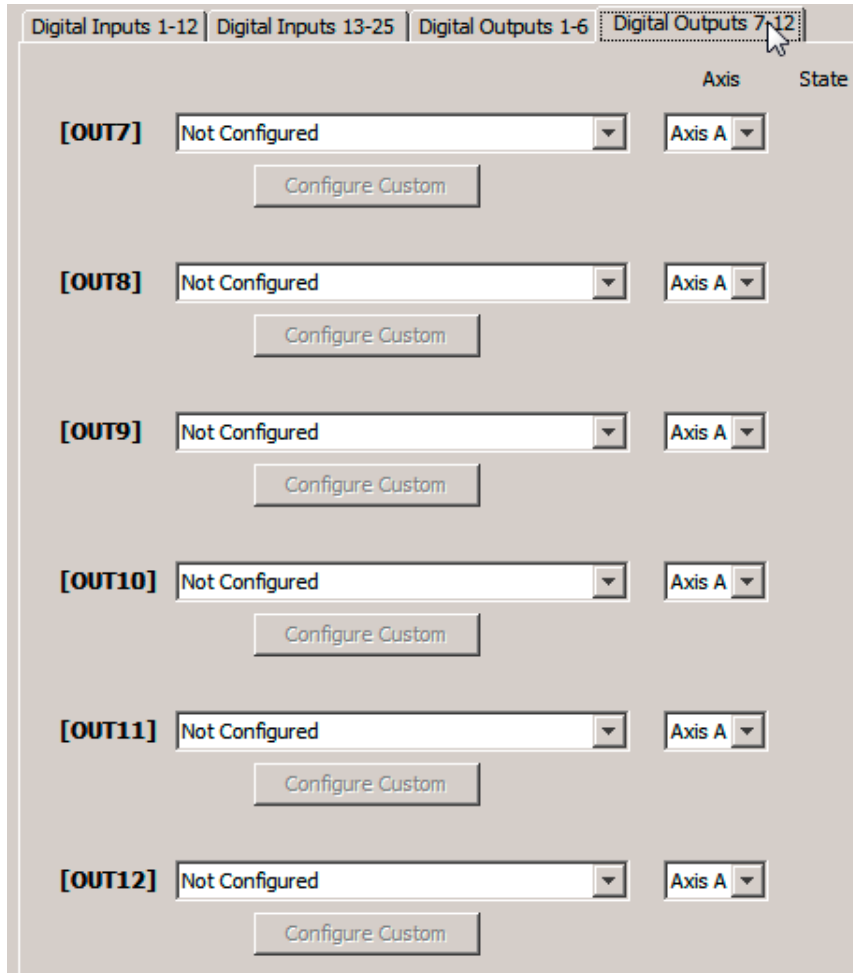 Digital Inputs 1-12 Digital Inputs 13-25 Digital Outputs 1-6 Digital Outputs 7-12
Axis State
[OUT7] Not Configured Axis A
Configure Custom
[OUT8] Not Configured Axis A
Configure Custom
[OUT9] Not Configured Axis A
Configure Custom
[OUT10] Not Configured Axis A
Configure Custom
[OUT11] Not Configured Axis A
Configure Custom
[OUT12] Not Configured Axis A
Configure Custom